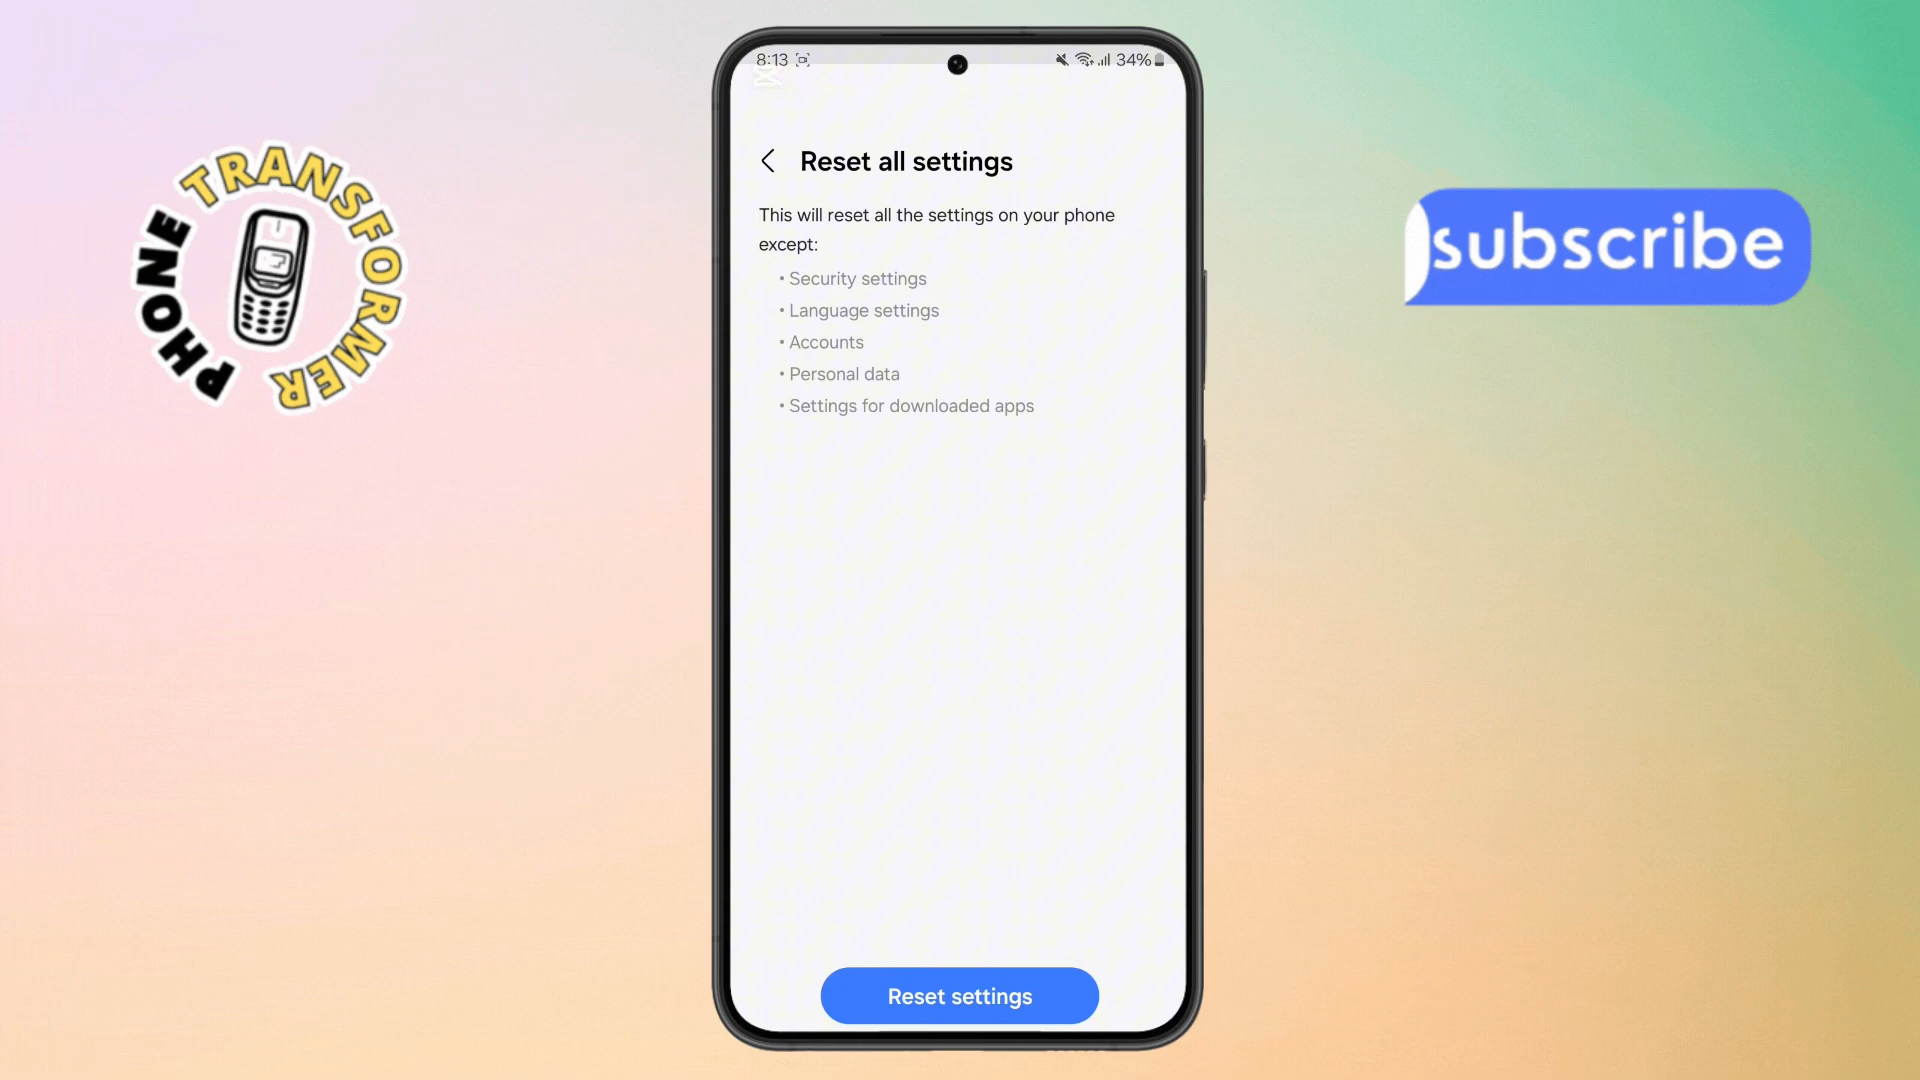 PHONE TRANSFORMER
subscribe
8:13
34%
Reset all settings
This will reset all the settings on your phone
except:
• Security settings
• Language settings
• Accounts
• Personal data
• Settings for downloaded apps
Reset settings